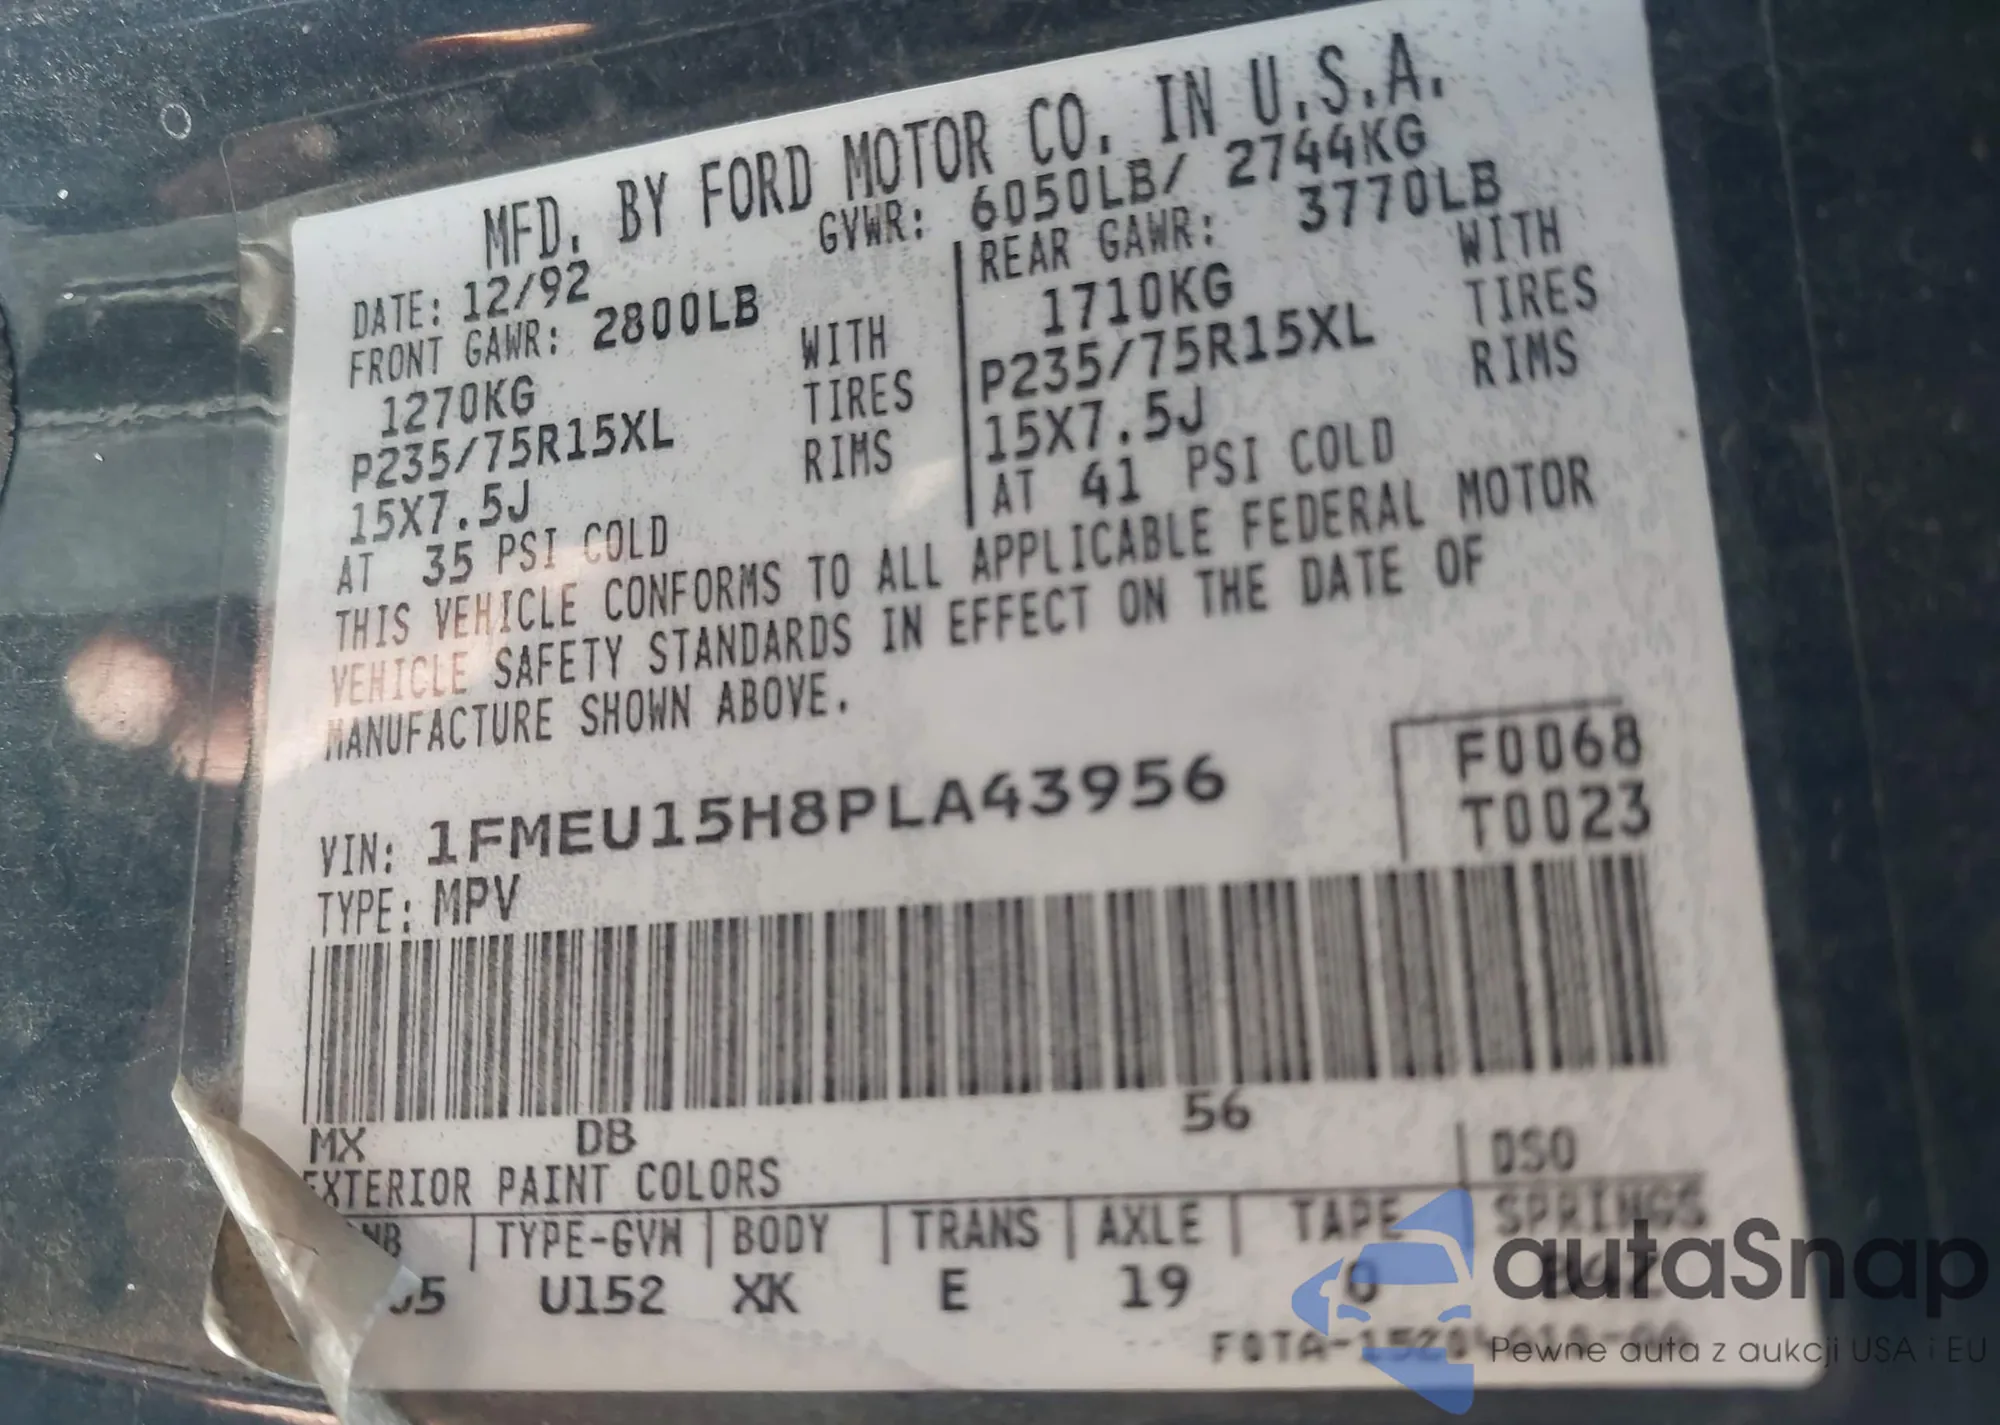 MFD. BY FORD MOTOR CO. IN U.S.A.
DATE: 12/92
GVWR: 6050LB/ 2744KG
FRONT GAWR: 2800LB
1270KG WITH
P235/75R15XL TIRES
15X7.5J RIMS
AT 35 PSI COLD
REAR GAWR: 3770LB
1710KG WITH
P235/75R15XL TIRES
15X7.5J RIMS
AT 41 PSI COLD
THIS VEHICLE CONFORMS TO ALL APPLICABLE FEDERAL MOTOR
VEHICLE SAFETY STANDARDS IN EFFECT ON THE DATE OF
MANUFACTURE SHOWN ABOVE.
VIN: 1FMEU15H8PLA43956
TYPE: MPV
F0068
T0023
MX DB 56
EXTERIOR PAINT COLORS DSO
TYPE-GVW BODY TRANS AXLE TAPE SPRINGS
U152 XK E 19
autaSnap
Pewne auta z aukcji USA i EU